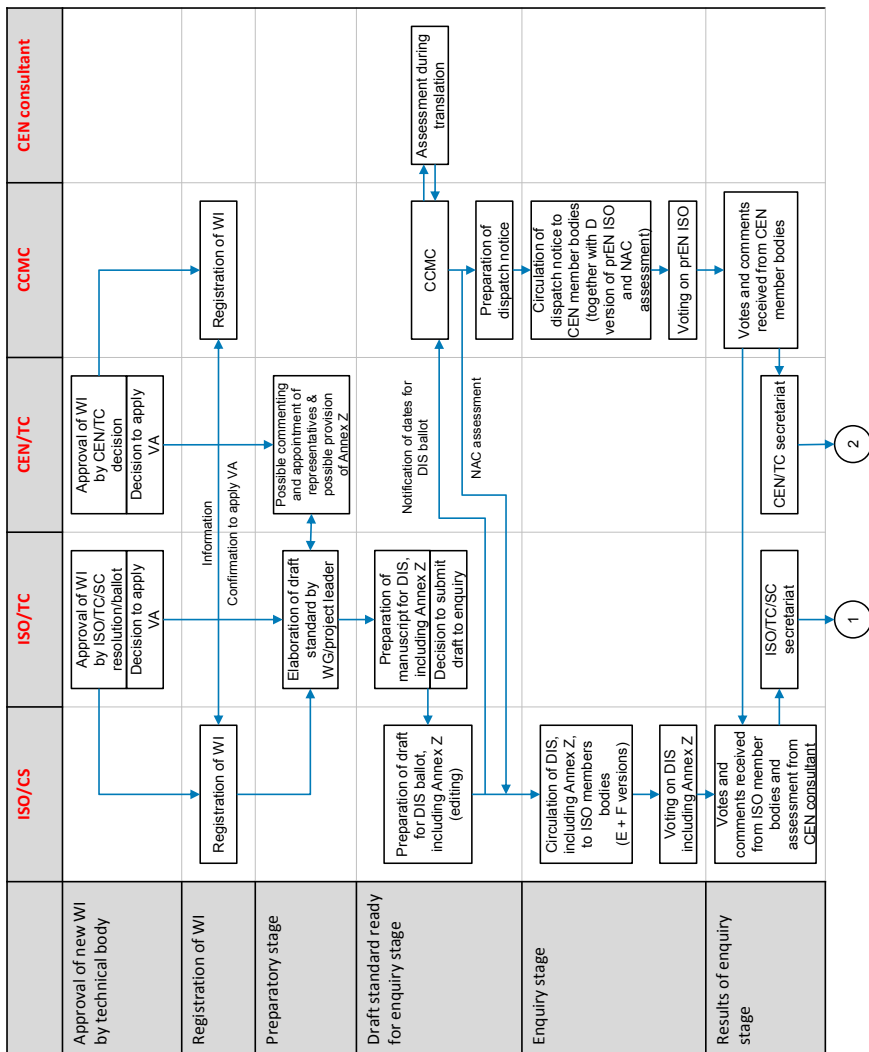 ISO/CS
ISO/TC
CEN/TC
CCMC
CEN consultant
Approval of new WI
by technical body
Approval of WI
by ISO/TC/SC
resolution/ballot
Decision to apply
VA
Approval of WI
by CEN/TC
decision
Decision to apply
VA
Registration of WI
Registration of WI
Information
Confirmation to apply VA
Registration of WI
Preparatory stage
Elaboration of draft
standard by
WG/project leader
Possible commenting
and appointment of
representatives &
possible provision
of Annex Z
Draft standard ready
for enquiry stage
Preparation of draft
for DIS ballot,
including Annex Z
(editing)
Preparation of
manuscript for DIS,
including Annex Z
Decision to submit
draft to enquiry
Notification of dates for
DIS ballot
NAC assessment
CCMC
Preparation of
dispatch notice
Assessment during
translation
Enquiry stage
Circulation of DIS,
including Annex Z,
to ISO members
bodies
(E + F versions)
Voting on DIS
including Annex Z
Circulation of
dispatch notice to
CEN member bodies
(together with D
version of prEN ISO
and NAC
assessment)
Voting on prEN ISO
Results of enquiry
stage
Votes and
comments received
from ISO member
bodies and
assessment from
CEN consultant
ISO/TC/SC
secretariat
CEN/TC secretariat
Votes and comments
received from CEN
member bodies
1
2